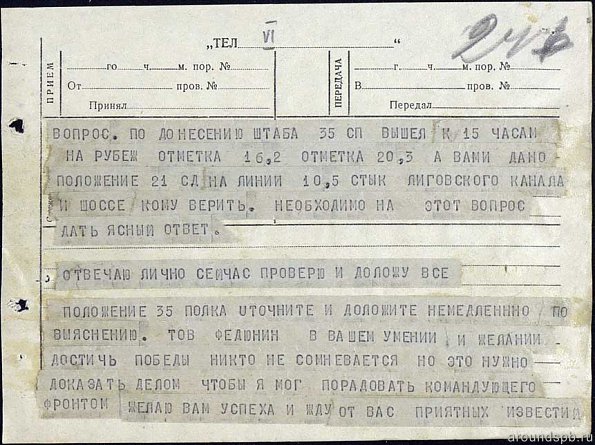 „ТЕЛ VI “
ПРИЕМ
го ч. м. пор. №
От пров. №
Принял
ПЕРЕДАЧА
г. ч. м. пор. №
В пров. №
Передал
ВОПРОС. ПО ДОНЕСЕНИЮ ШТАБА 35 СП ВЫШЕЛ К 15 ЧАСАМ
НА РУБЕЖ ОТМЕТКА 16,2 ОТМЕТКА 20,3 А ВАМИ ДАНО
ПОЛОЖЕНИЕ 21 СД НА ЛИНИИ 10,5 СТЫК ЛИГОВСКОГО КАНАЛА
И ШОССЕ КОМУ ВЕРИТЬ. НЕОБХОДИМО НА ЭТОТ ВОПРОС
ДАТЬ ЯСНЫЙ ОТВЕТ.
ОТВЕЧАЮ ЛИЧНО СЕЙЧАС ПРОВЕРЮ И ДОЛОЖУ ВСЕ
ПОЛОЖЕНИЕ 35 ПОЛКА УТОЧНИТЕ И ДОЛОЖИТЕ НЕМЕДЛЕНННО ПО
ВЫЯСНЕНИЮ. ТОВ ФЕДЮНИН В ВАШЕМ УМЕНИИ И ЖЕЛАНИИ
ДОСТИЧЬ ПОБЕДЫ НИКТО НЕ СОМНЕВАЕТСЯ НО ЭТО НУЖНО
ДОКАЗАТЬ ДЕЛОМ ЧТОБЫ Я МОГ ПОРАДОВАТЬ КОМАНДУЮЩЕГО
ФРОНТОМ ЖЕЛАЮ ВАМ УСПЕХА И ЖДУ ОТ ВАС ПРИЯТНЫХ ИЗВЕСТИЙ
aroundspb.ru